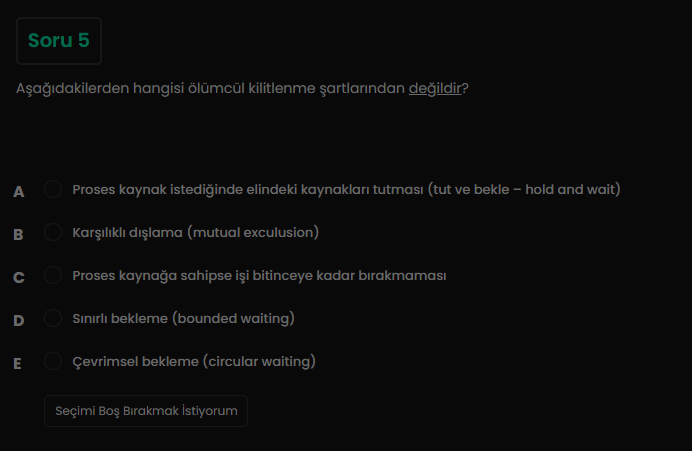 Soru 5
Aşağıdakilerden hangisi ölümcül kilitlenme şartlarından değildir?
A Proses kaynak istediğinde elindeki kaynakları tutması (tut ve bekle – hold and wait)
B Karşılıklı dışlama (mutual exculusion)
C Proses kaynağa sahipse işi bitinceye kadar bırakmaması
D Sınırlı bekleme (bounded waiting)
E Çevrimsel bekleme (circular waiting)
Seçimi Boş Bırakmak İstiyorum